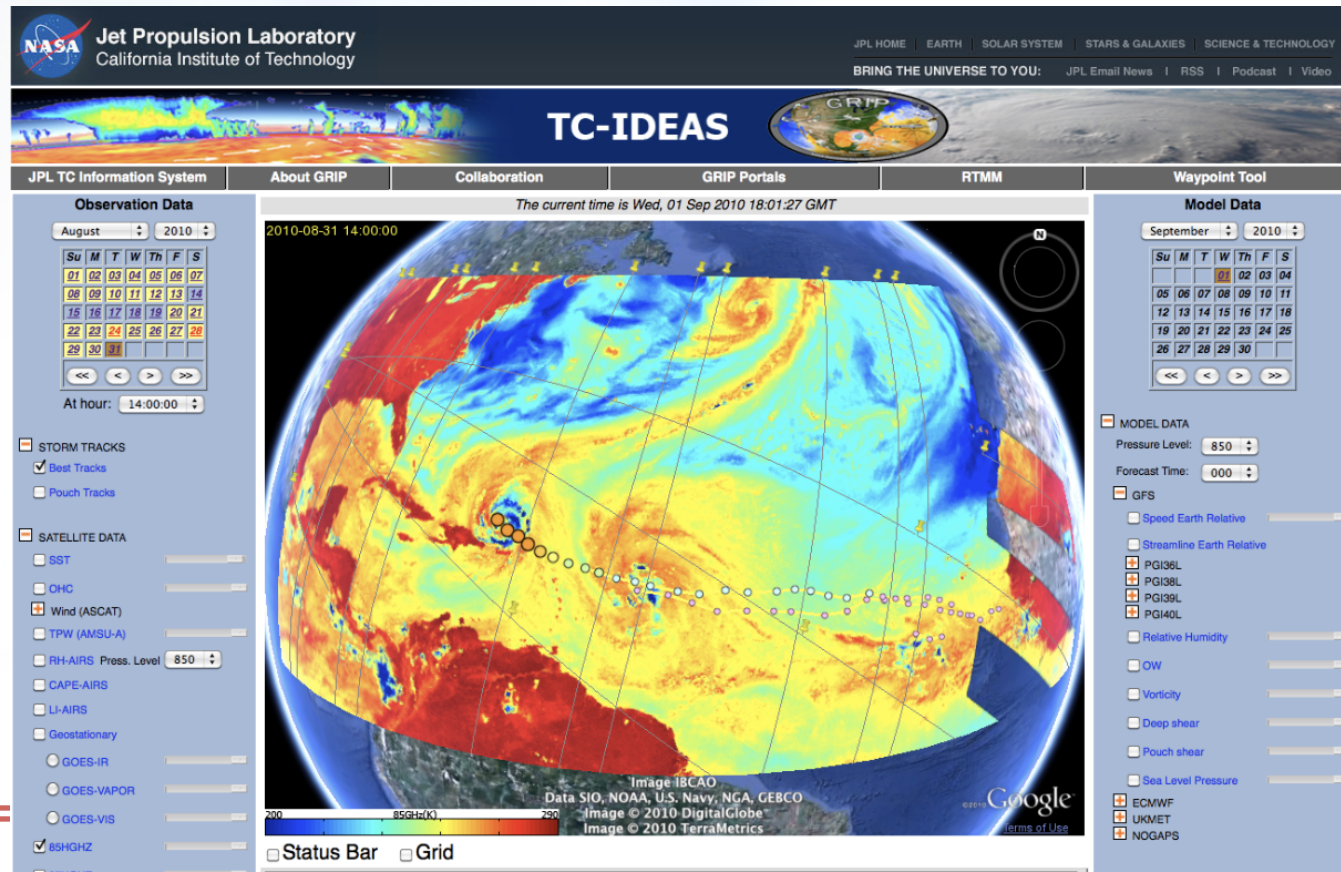 NASA
Jet Propulsion Laboratory
California Institute of Technology
JPL HOME EARTH SOLAR SYSTEM STARS & GALAXIES SCIENCE & TECHNOLOGY
BRING THE UNIVERSE TO YOU: JPL Email News | RSS | Podcast | Video
TC-IDEAS
GRIP
JPL TC Information System About GRIP Collaboration GRIP Portals RTMM Waypoint Tool
Observation Data
August 2010
Su M T W Th F S
01 02 03 04 05 06 07
08 09 10 11 12 13 14
15 16 17 18 19 20 21
22 23 24 25 26 27 28
29 30 31
<< < > >>
At hour: 14:00:00
STORM TRACKS
Best Tracks
Pouch Tracks
SATELLITE DATA
SST
OHC
Wind (ASCAT)
TPW (AMSU-A)
RH-AIRS Press. Level 850
CAPE-AIRS
LI-AIRS
Geostationary
GOES-IR
GOES-VAPOR
GOES-VIS
85HGHZ
The current time is Wed, 01 Sep 2010 18:01:27 GMT
2010-08-31 14:00:00
N
Image IBCAO
Data SIO, NOAA, U.S. Navy, NGA, GEBCO
Image © 2010 DigitalGlobe
Image © 2010 TerraMetrics
©2010 Google
Terms of Use
200 85GHz(K) 290
Status Bar Grid
Model Data
September 2010
Su M T W Th F S
01 02 03 04
05 06 07 08 09 10 11
12 13 14 15 16 17 18
19 20 21 22 23 24 25
26 27 28 29 30
<< < > >>
MODEL DATA
Pressure Level: 850
Forecast Time: 000
GFS
Speed Earth Relative
Streamline Earth Relative
PGI36L
PGI38L
PGI39L
PGI40L
Relative Humidity
OW
Vorticity
Deep shear
Pouch shear
Sea Level Pressure
ECMWF
UKMET
NOGAPS